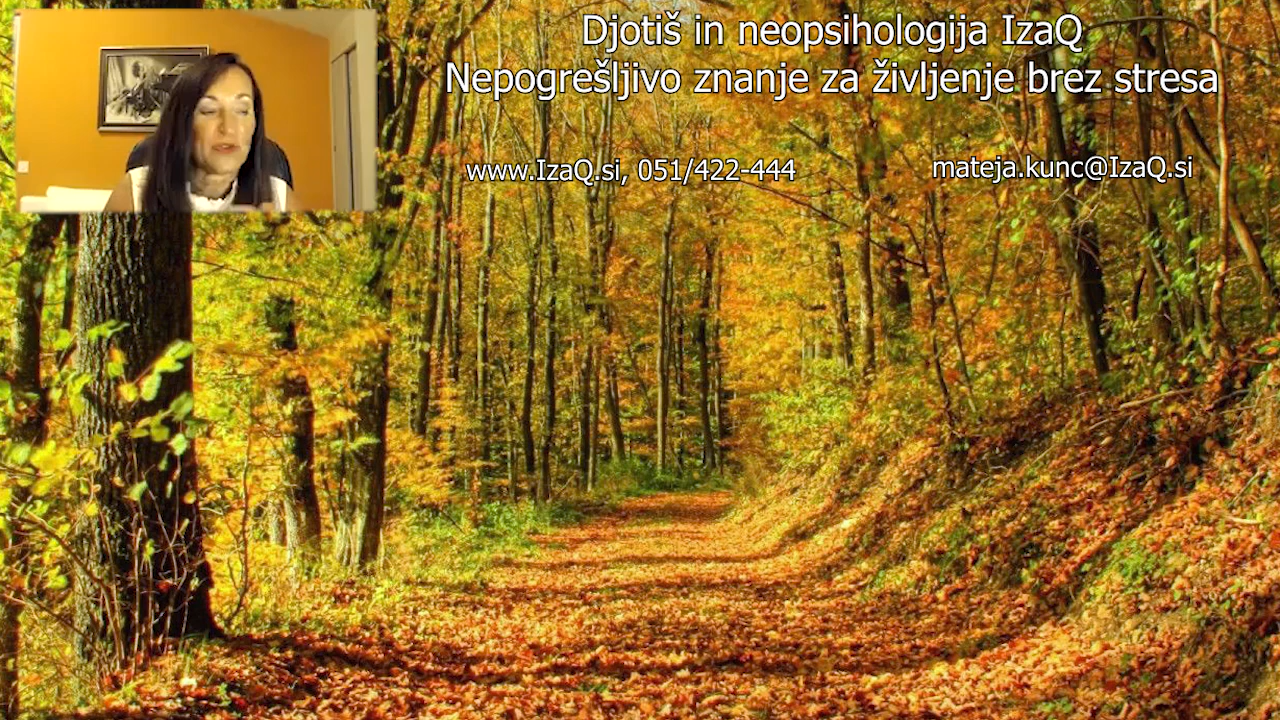 Djotiš in neopsihologija IzaQ
Nepogrešljivo znanje za življenje brez stresa
www.IzaQ.si, 051/422-444 mateja.kunc@IzaQ.si